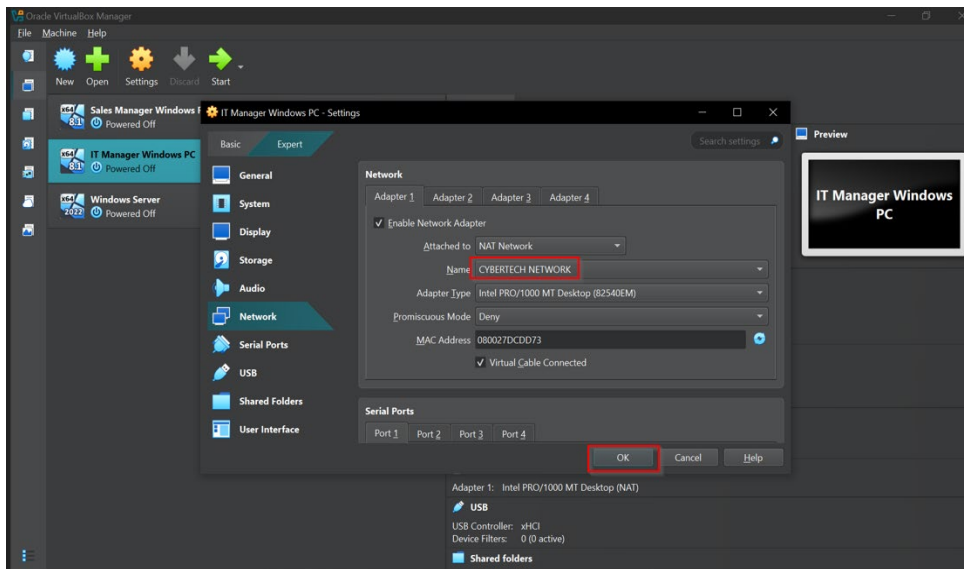 Oracle VirtualBox Manager
File Machine Help
New Open Settings Discard Start
Sales Manager Windows
Powered Off
IT Manager Windows PC
Powered Off
Windows Server
Powered Off
x64
8.1
x64
8.1
x64
2022
IT Manager Windows PC - Settings
Basic Expert
Search settings
General
System
Display
Storage
Audio
Network
Serial Ports
USB
Shared Folders
User Interface
Network
Adapter 1 Adapter 2 Adapter 3 Adapter 4
Enable Network Adapter
Attached to NAT Network
Name CYBERTECH NETWORK
Adapter Type Intel PRO/1000 MT Desktop (82540EM)
Promiscuous Mode Deny
MAC Address 080027DCDD73
Virtual Cable Connected
Serial Ports
Port 1 Port 2 Port 3 Port 4
OK Cancel Help
Preview
IT Manager Windows
PC
Adapter 1: Intel PRO/1000 MT Desktop (NAT)
USB
USB Controller: xHCI
Device Filters: 0 (0 active)
Shared folders